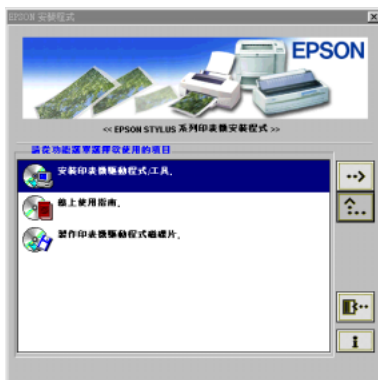 EPSON 安裝程式
EPSON
<< EPSON STYLUS 系列印表機安裝程式 >>
請從功能選單選擇欲使用的項目
安裝印表機驅動程式/工具.
線上使用指南.
製作印表機驅動程式磁碟片.